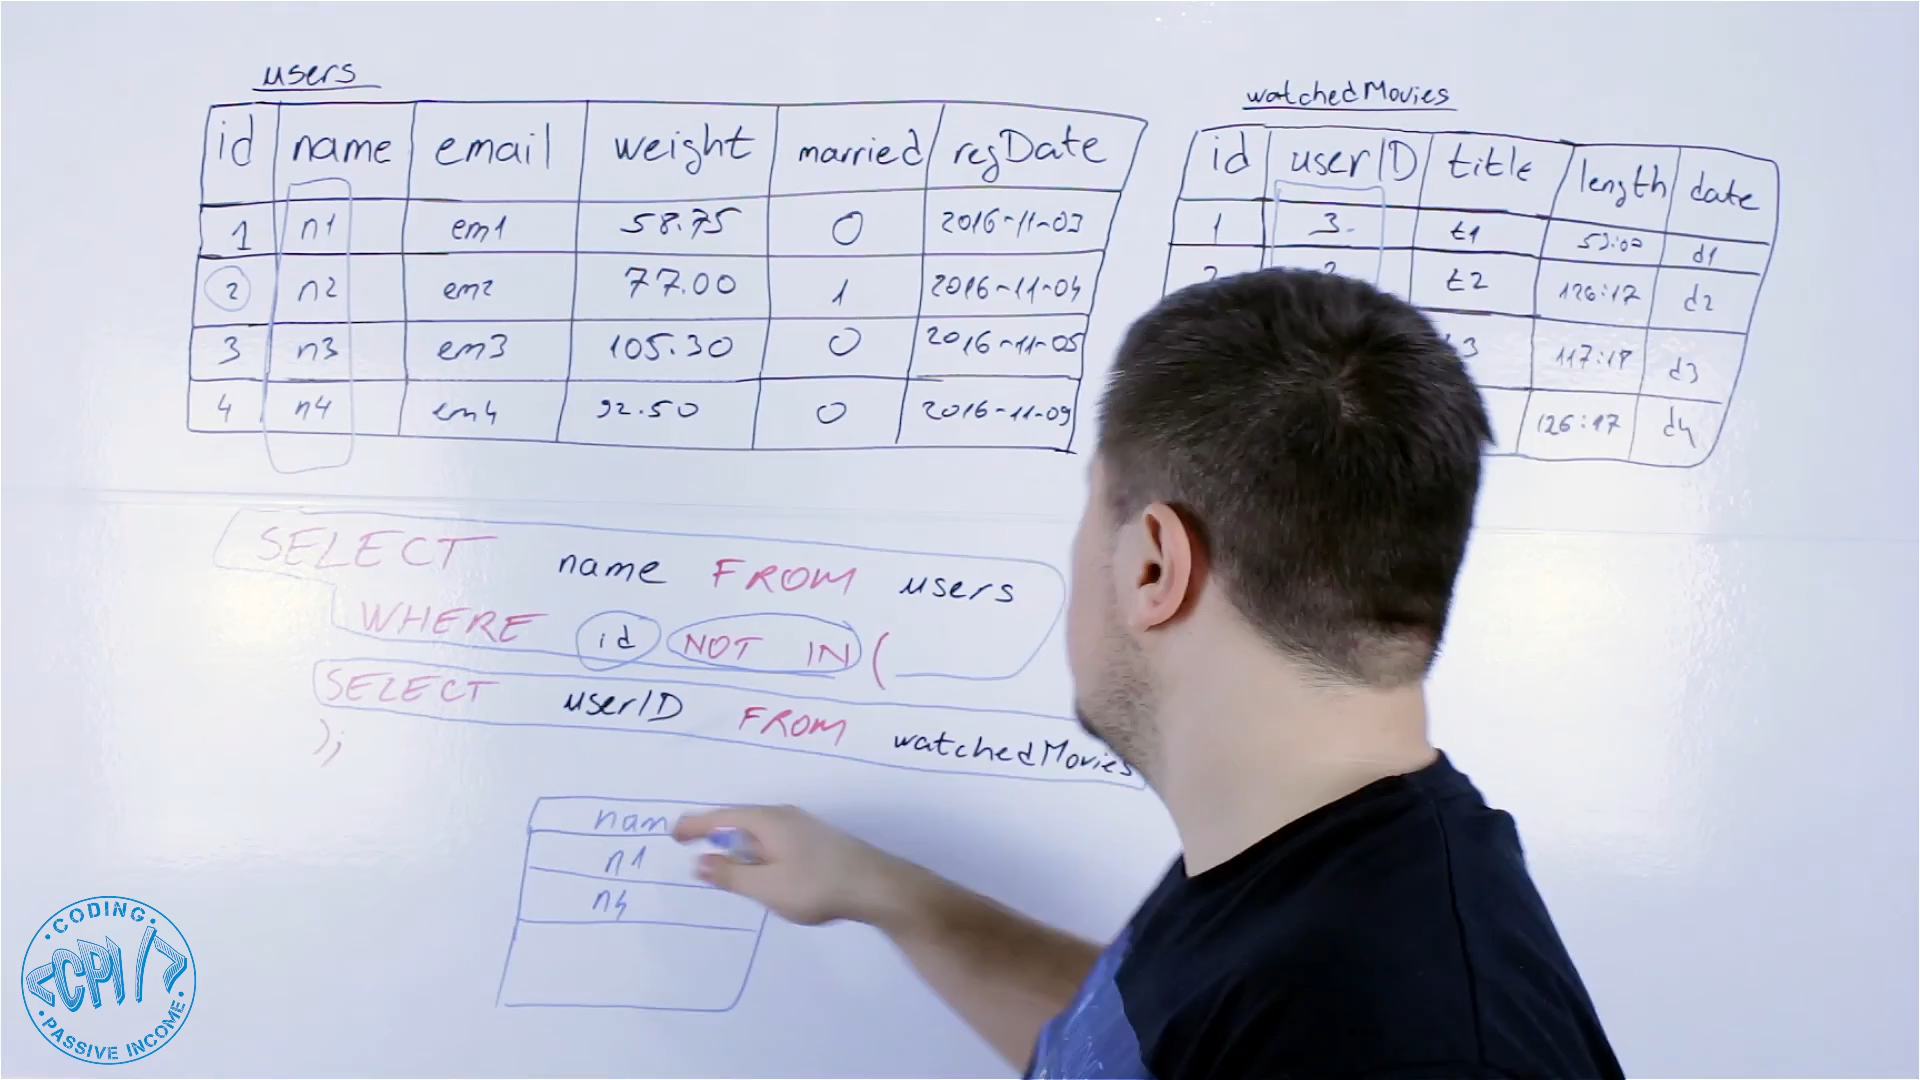 users
id name email weight married regDate
1 n1 em1 58.75 0 2016-11-03
2 n2 em2 77.00 1 2016-11-04
3 n3 em3 105.30 0 2016-11-05
4 n4 em4 92.50 0 2016-11-09
watchedMovies
id userID title length date
1 3 t1 d1
t2 126:17 d2
3 117:18 d3
126:17 d4
SELECT name FROM users
WHERE id NOT IN (
SELECT userID FROM watchedMovies
);
nam
n1
n4
CODING
<CPI/>
PASSIVE INCOME